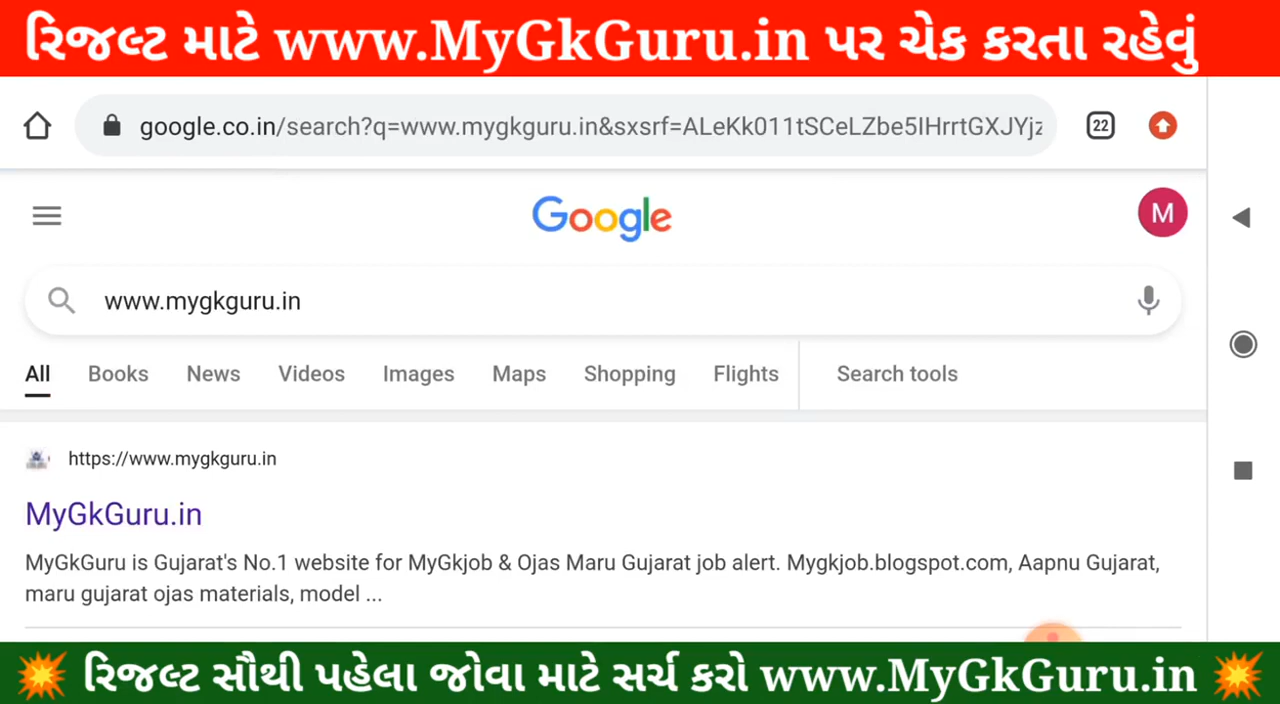 રિજલ્ટ માટે www.MyGkGuru.in પર ચેક કરતા રહેવું
google.co.in/search?q=www.mygkguru.in&sxsrf=ALeKk011tSCeLZbe5IHrrtGXJYjz
22
Google
M
www.mygkguru.in
All Books News Videos Images Maps Shopping Flights Search tools
https://www.mygkguru.in
MyGkGuru.in
MyGkGuru is Gujarat's No.1 website for MyGkjob & Ojas Maru Gujarat job alert. Mygkjob.blogspot.com, Aapnu Gujarat,
maru gujarat ojas materials, model ...
રિજલ્ટ સૌથી પહેલા જોવા માટે સર્ચ કરો www.MyGkGuru.in